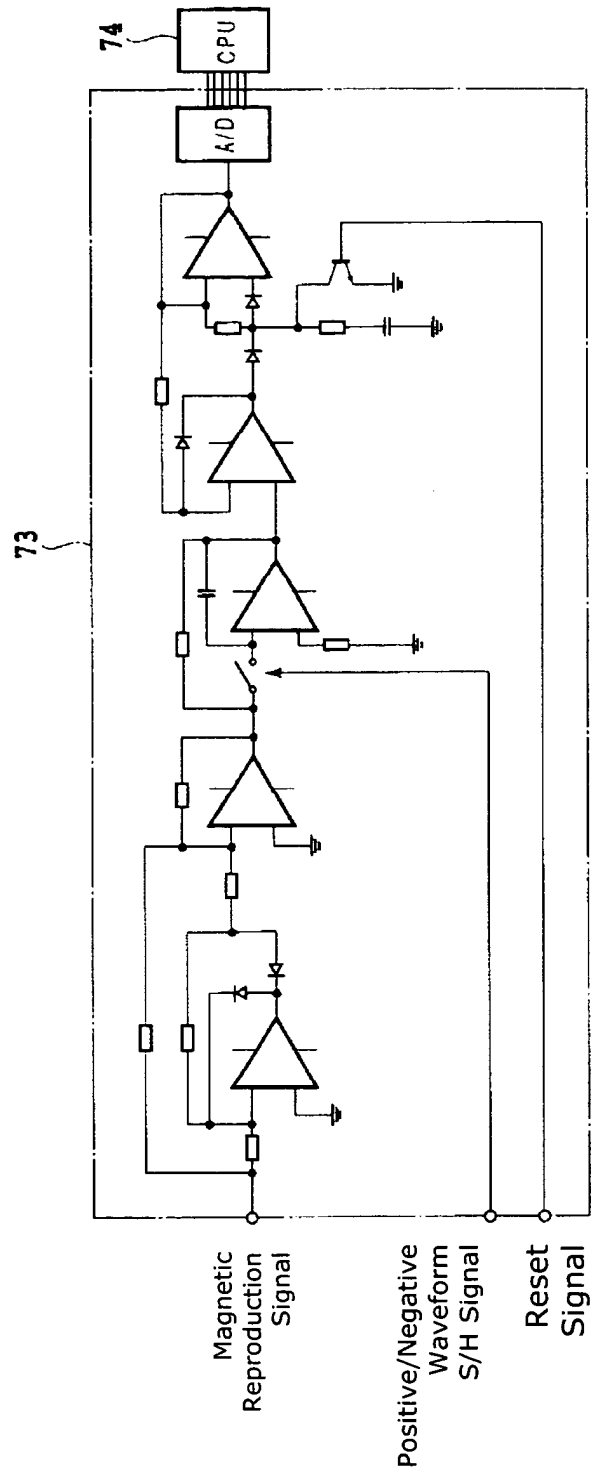 73
74
CPU
A/D
Magnetic
Reproduction
Signal
Positive/Negative
Waveform
S/H Signal
Reset
Signal